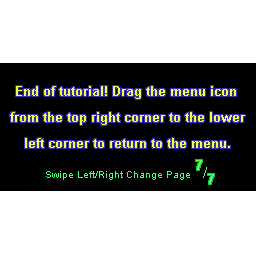 End of tutorial! Drag the menu icon
from the top right corner to the lower
left corner to return to the menu.
Swipe Left/Right Change Page 7/7